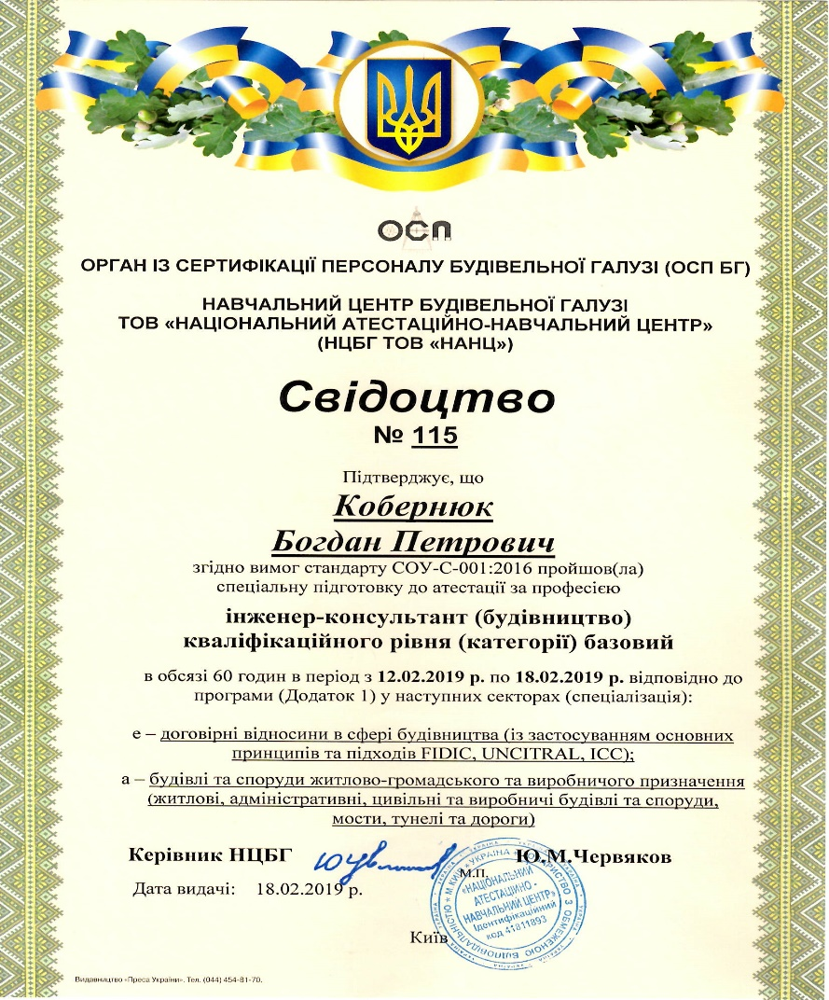 ОСП
ОРГАН ІЗ СЕРТИФІКАЦІЇ ПЕРСОНАЛУ БУДІВЕЛЬНОЇ ГАЛУЗІ (ОСП БГ)
НАВЧАЛЬНИЙ ЦЕНТР БУДІВЕЛЬНОЇ ГАЛУЗІ
ТОВ «НАЦІОНАЛЬНИЙ АТЕСТАЦІЙНО-НАВЧАЛЬНИЙ ЦЕНТР»
(НЦБГ ТОВ «НАНЦ»)
Свідоцтво
№ 115
Підтверджує, що
Кобернюк
Богдан Петрович
згідно вимог стандарту СОУ-С-001:2016 пройшов(ла)
спеціальну підготовку до атестації за професією
інженер-консультант (будівництво)
кваліфікаційного рівня (категорії) базовий
в обсязі 60 годин в період з 12.02.2019 р. по 18.02.2019 р. відповідно до
програми (Додаток 1) у наступних секторах (спеціалізація):
е – договірні відносини в сфері будівництва (із застосуванням основних
принципів та підходів FIDIC, UNCITRAL, ICC);
а – будівлі та споруди житлово-громадського та виробничого призначення
(житлові, адміністративні, цивільні та виробничі будівлі та споруди,
мости, тунелі та дороги)
Керівник НЦБГ Ю.М.Червяков
М.П.
Дата видачі: 18.02.2019 р.
«НАЦІОНАЛЬНИЙ
АТЕСТАЦІЙНО-
НАВЧАЛЬНИЙ ЦЕНТР»
Ідентифікаційний
код 41811893
Київ
Видавництво «Преса України». Тел. (044) 454-81-70.